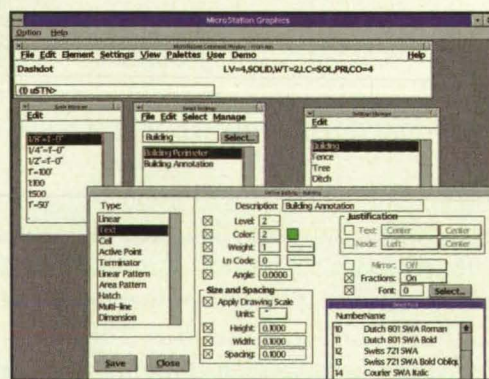 MicroStation Graphics
Option Help
File Edit Element Settings View Palettes User Demo Help
Dashdot LV=4,SOLID,WT=2,LC=SOL,PRI,CO=4
(1) uSTN>
Edit
1/8"=1'-0"
1/4"=1'-0"
1/2"=1'-0"
1"=100'
1:100
1:500
1"=50'
File Edit Select Manage
Building Select...
Building Perimeter
Building Annotation
Edit
Building
Fence
Tree
Ditch
Type:
Linear
Text
Cell
Active Point
Terminator
Linear Pattern
Area Pattern
Hatch
Multi-line
Dimension
Save Close
Description: Building Annotation
Level: 2
Color: 2
Weight: 1
Ln Code: 0
Angle: 0.0000
Size and Spacing
Apply Drawing Scale
Units: "
Height: 0.1000
Width: 0.1000
Spacing: 0.1000
Justification
Text: Center Center
Node: Left Center
Mirror: Off
Fractions: On
Font: 0 Select...
Number Name
10 Dutch 801 SWA Roman
11 Dutch 801 SWA Bold
12 Swiss 721 SWA
13 Swiss 721 SWA Bold Obliqu
14 Courier SWA Italic